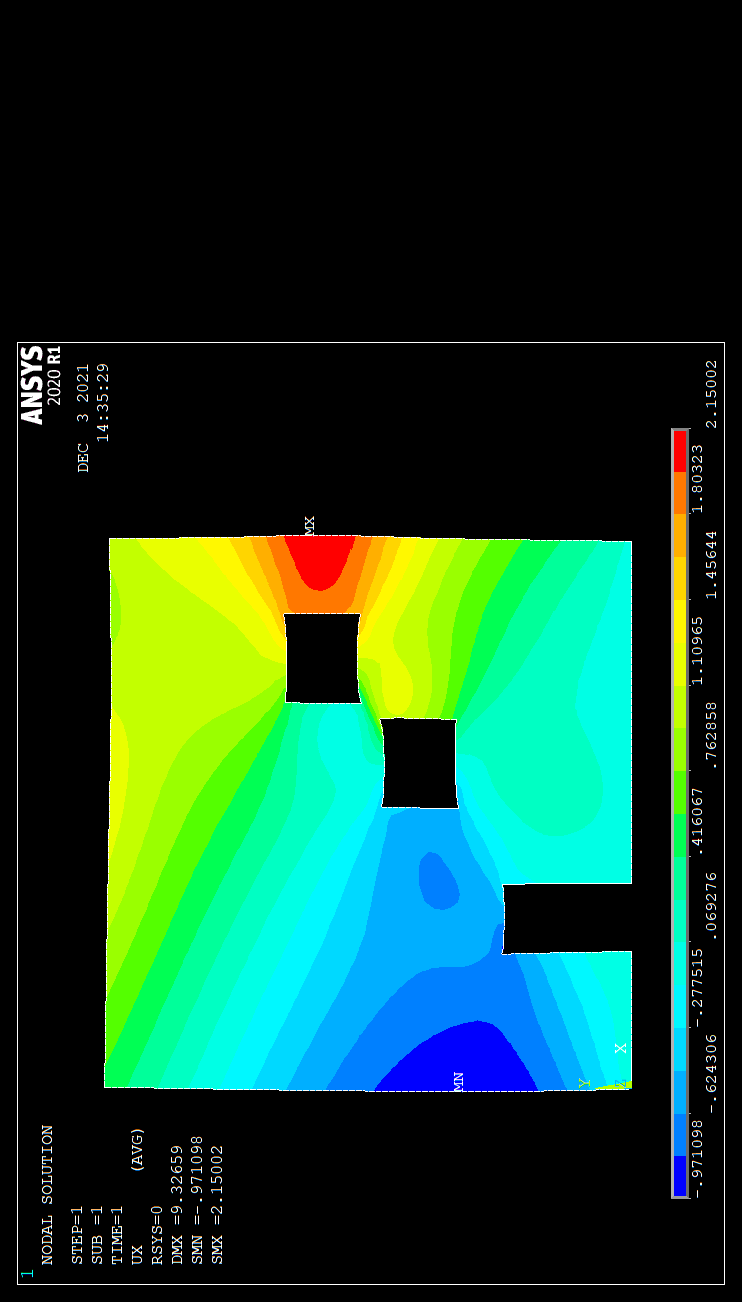 1
NODAL SOLUTION
STEP=1
SUB =1
TIME=1
UX (AVG)
RSYS=0
DMX =9.32659
SMN =-.971098
SMX =2.15002
ANSYS
2020 R1
DEC 3 2021
14:35:29
MX
MN
Y
Z X
-.971098 -.624306 -.277515 .069276 .416067 .762858 1.10965 1.45644 1.80323 2.15002